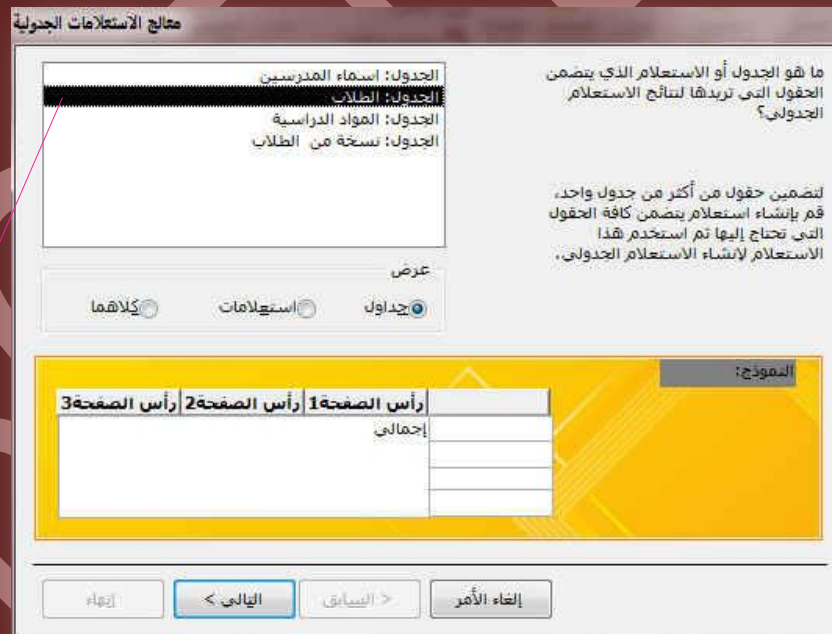 معالج الاستعلامات الجدولية
ما هو الجدول أو الاستعلام الذي يتضمن
الحقول التي تريدها لنتائج الاستعلام
الجدولي؟
لتضمين حقول من أكثر من جدول واحد،
قم بإنشاء استعلام يتضمن كافة الحقول
التي تحتاج إليها ثم استخدم هذا
الاستعلام لإنشاء الاستعلام الجدولي.
الجدول: اسماء المدرسين
الجدول: الطلاب
الجدول: المواد الدراسية
الجدول: نسخة من الطلاب
عرض
جداول استعلامات كلاهما
النموذج:
رأس الصفحة1 رأس الصفحة2 رأس الصفحة3
إجمالي
إلغاء الأمر < السابق التالي > إنهاء